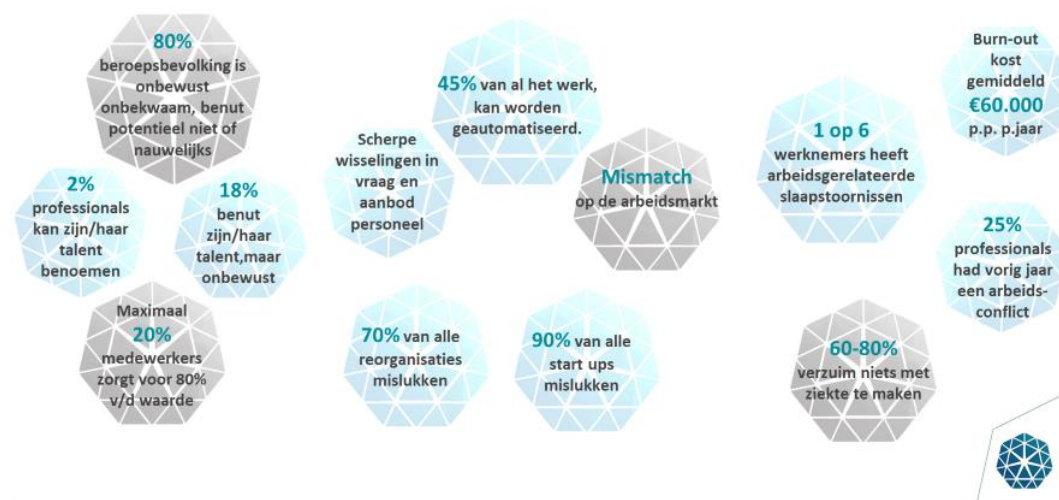 80%
beroepsbevolking is
onbewust
onbekwaam, benut
potentieel niet of
nauwelijks
2%
professionals
kan zijn/haar
talent
benoemen
18%
benut
zijn/haar
talent,maar
onbewust
Maximaal
20%
medewerkers
zorgt voor 80%
v/d waarde
45% van al het werk,
kan worden
geautomatiseerd.
Scherpe
wisselingen in
vraag en
aanbod
personeel
Mismatch
op de arbeidsmarkt
70% van alle
reorganisaties
mislukken
90% van alle
start ups
mislukken
Burn-out
kost
gemiddeld
€60.000
p.p. p.jaar
1 op 6
werknemers heeft
arbeidsgerelateerde
slaapstoornissen
25%
professionals
had vorig jaar
een arbeids-
conflict
60-80%
verzuim niets met
ziekte te maken